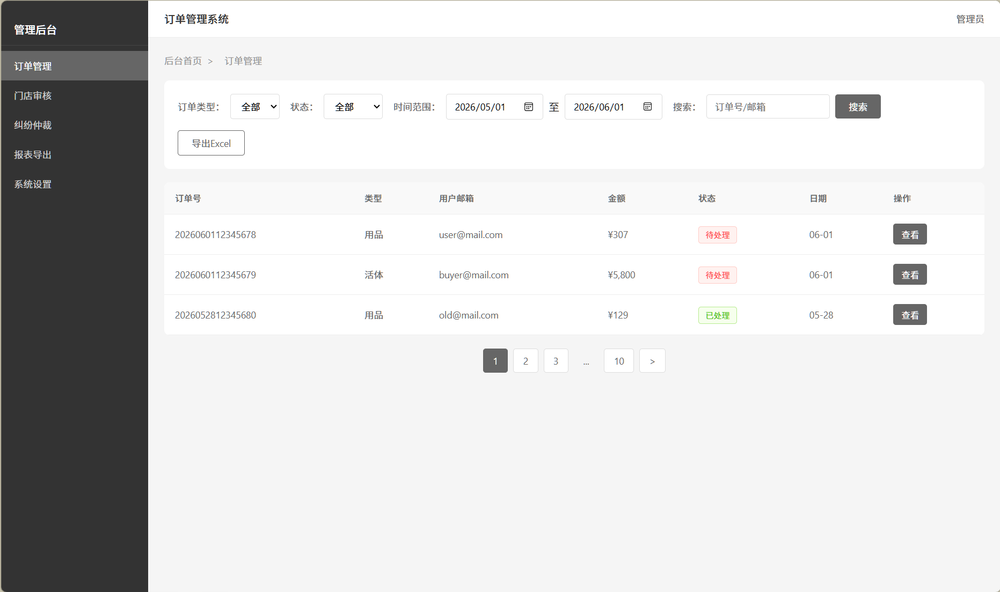 管理后台
订单管理
门店审核
纠纷仲裁
报表导出
系统设置
订单管理系统
管理员
后台首页 > 订单管理
订单类型： 全部 状态： 全部 时间范围： 2026/05/01 至 2026/06/01 搜索： 订单号/邮箱 搜索
导出Excel
订单号 类型 用户邮箱 金额 状态 日期 操作
2026060112345678 用品 user@mail.com ¥307 待处理 06-01 查看
2026060112345679 活体 buyer@mail.com ¥5,800 待处理 06-01 查看
2026052812345680 用品 old@mail.com ¥129 已处理 05-28 查看
1 2 3 ... 10 >